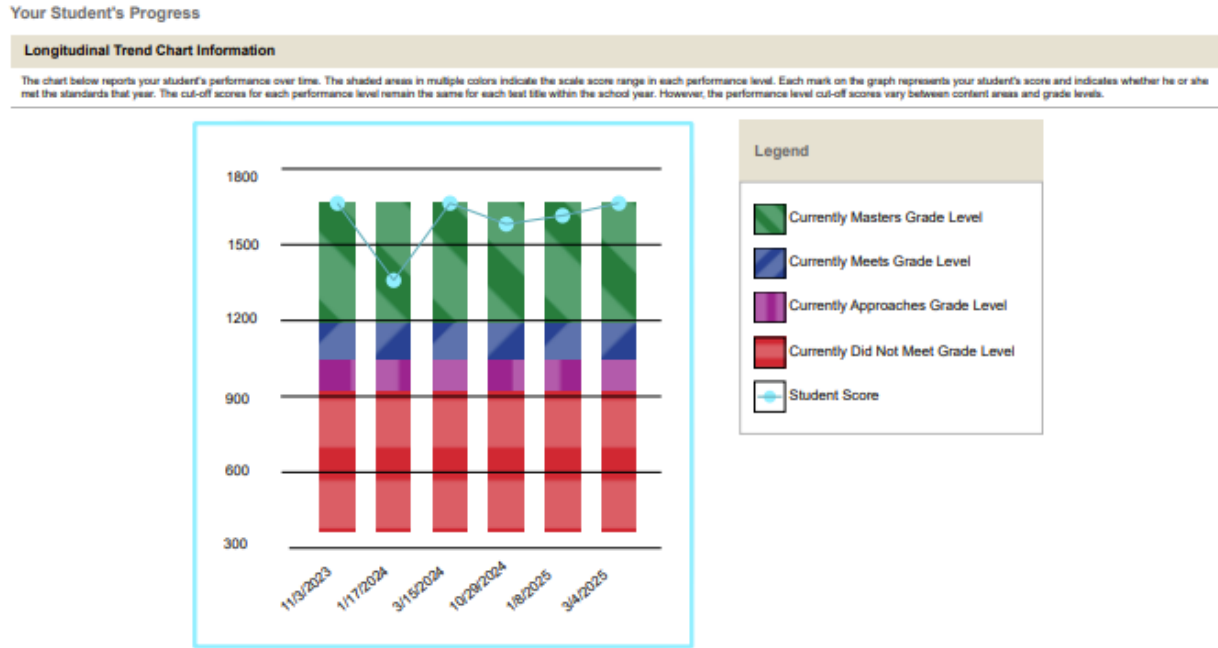 Your Student's Progress
Longitudinal Trend Chart Information
The chart below reports your student's performance over time. The shaded areas in multiple colors indicate the scale score range in each performance level. Each mark on the graph represents your student's score and indicates whether he or she
met the standards that year. The cut-off scores for each performance level remain the same for each test title within the school year. However, the performance level cut-off scores vary between content areas and grade levels.
1800
1500
1200
900
600
300
11/3/2023
1/17/2024
3/15/2024
10/29/2024
1/8/2025
3/4/2025
Legend
Currently Masters Grade Level
Currently Meets Grade Level
Currently Approaches Grade Level
Currently Did Not Meet Grade Level
Student Score